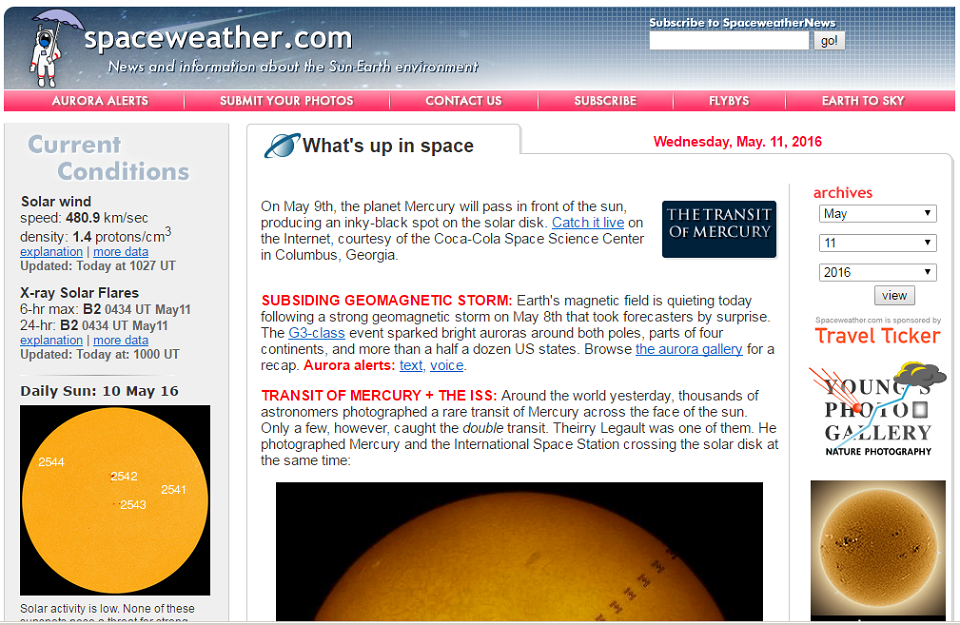 spaceweather.com
News and information about the Sun-Earth environment
Subscribe to SpaceweatherNews
go!
AURORA ALERTS
SUBMIT YOUR PHOTOS
CONTACT US
SUBSCRIBE
FLYBYS
EARTH TO SKY
Current
Conditions
Solar wind
speed: 480.9 km/sec
density: 1.4 protons/cm3
explanation | more data
Updated: Today at 1027 UT
X-ray Solar Flares
6-hr max: B2 0434 UT May11
24-hr: B2 0434 UT May11
explanation | more data
Updated: Today at: 1000 UT
Daily Sun: 10 May 16
2544
2542
2541
2543
Solar activity is low. None of these
sunspots pose a threat for strong
What's up in space
Wednesday, May. 11, 2016
On May 9th, the planet Mercury will pass in front of the sun,
producing an inky-black spot on the solar disk. Catch it live on
the Internet, courtesy of the Coca-Cola Space Science Center
in Columbus, Georgia.
THE TRANSIT
OF MERCURY
SUBSIDING GEOMAGNETIC STORM: Earth's magnetic field is quieting today
following a strong geomagnetic storm on May 8th that took forecasters by surprise.
The G3-class event sparked bright auroras around both poles, parts of four
continents, and more than a half a dozen US states. Browse the aurora gallery for a
recap. Aurora alerts: text, voice.
TRANSIT OF MERCURY + THE ISS: Around the world yesterday, thousands of
astronomers photographed a rare transit of Mercury across the face of the sun.
Only a few, however, caught the double transit. Theirry Legault was one of them. He
photographed Mercury and the International Space Station crossing the solar disk at
the same time:
archives
May
11
2016
view
Spaceweather.com is sponsored by
Travel Ticker
YOUNG'S
PHOTO
GALLERY
NATURE PHOTOGRAPHY